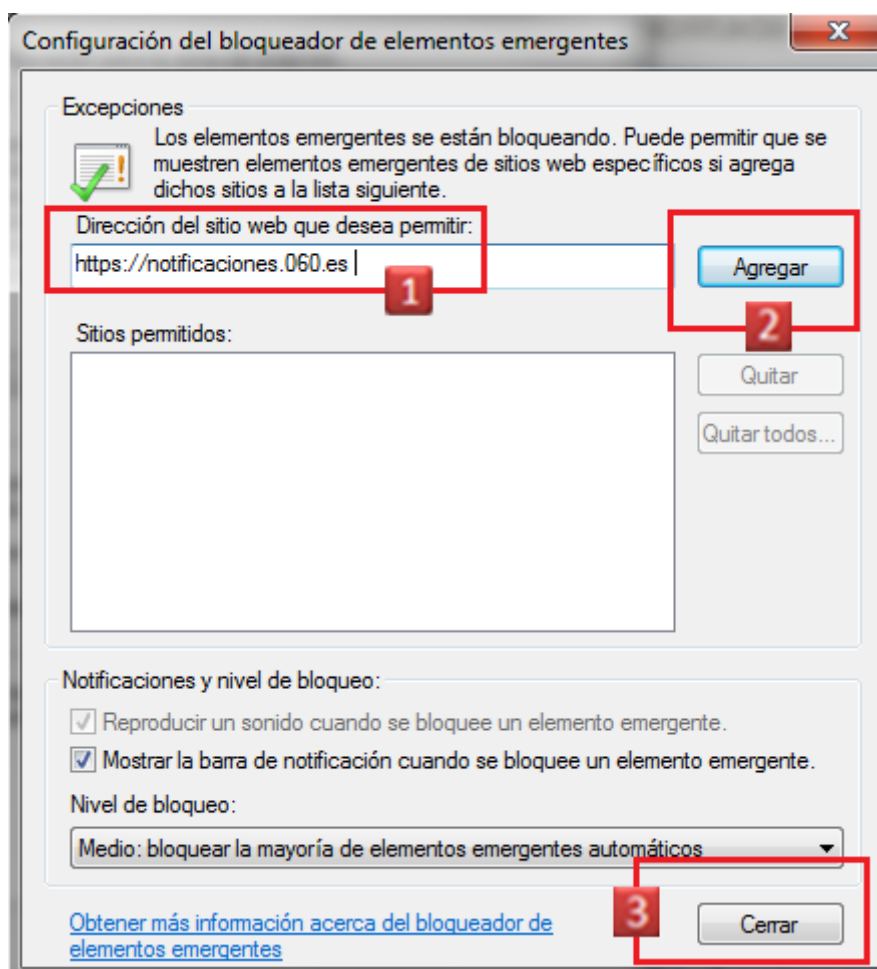 Configuración del bloqueador de elementos emergentes
x
Excepciones
Los elementos emergentes se están bloqueando. Puede permitir que se
muestren elementos emergentes de sitios web específicos si agrega
dichos sitios a la lista siguiente.
Dirección del sitio web que desea permitir:
https://notificaciones.060.es
1
Agregar
2
Sitios permitidos:
Quitar
Quitar todos...
Notificaciones y nivel de bloqueo:
Reproducir un sonido cuando se bloquee un elemento emergente.
Mostrar la barra de notificación cuando se bloquee un elemento emergente.
Nivel de bloqueo:
Medio: bloquear la mayoría de elementos emergentes automáticos
Obtener más información acerca del bloqueador de
elementos emergentes
3
Cerrar